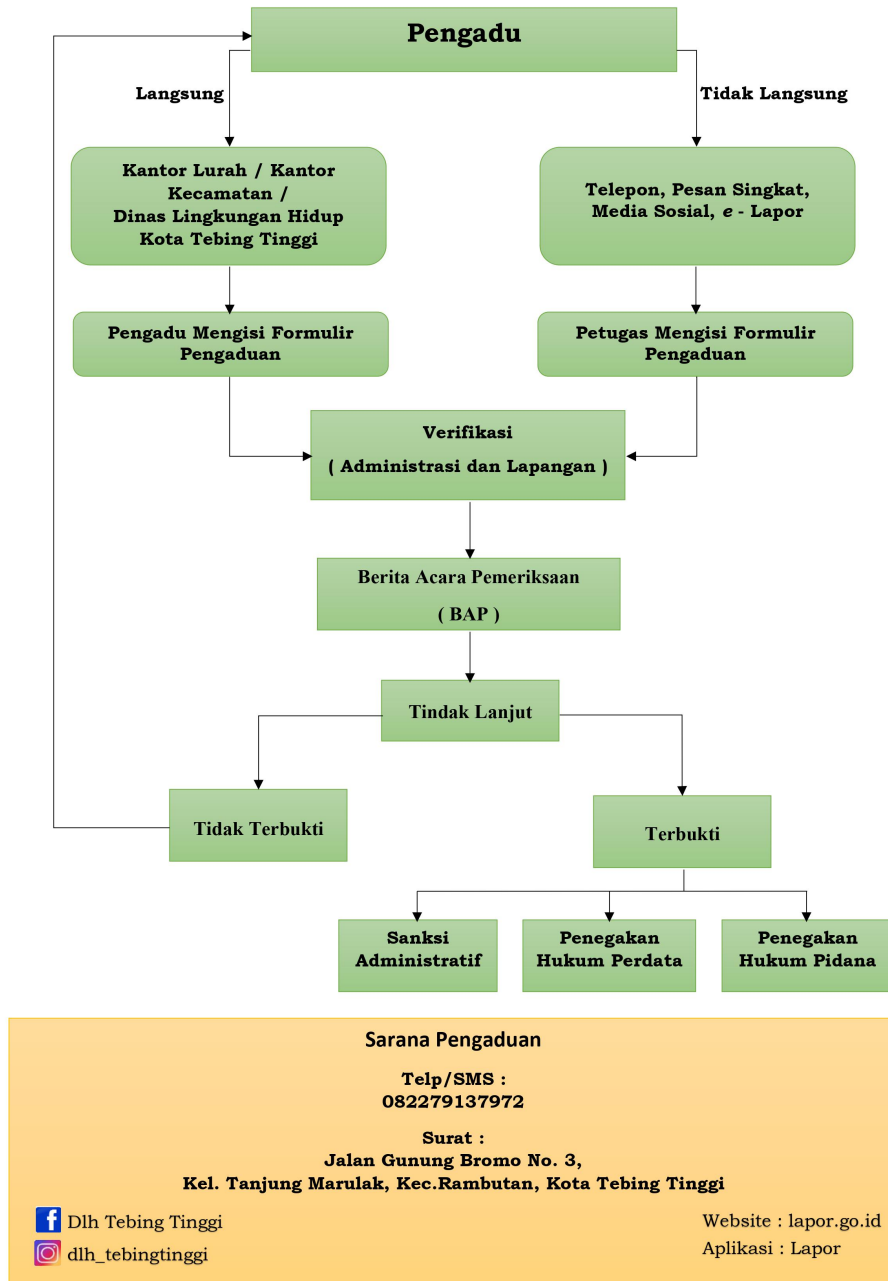 Pengadu
Langsung
Tidak Langsung
Kantor Lurah / Kantor
Kecamatan /
Dinas Lingkungan Hidup
Kota Tebing Tinggi
Telepon, Pesan Singkat,
Media Sosial, e - Lapor
Pengadu Mengisi Formulir
Pengaduan
Petugas Mengisi Formulir
Pengaduan
Verifikasi
( Administrasi dan Lapangan )
Berita Acara Pemeriksaan
( BAP )
Tindak Lanjut
Tidak Terbukti
Terbukti
Sanksi
Administratif
Penegakan
Hukum Perdata
Penegakan
Hukum Pidana
Sarana Pengaduan
Telp/SMS :
082279137972
Surat :
Jalan Gunung Bromo No. 3,
Kel. Tanjung Marulak, Kec.Rambutan, Kota Tebing Tinggi
Dlh Tebing Tinggi
dlh_tebingtinggi
Website : lapor.go.id
Aplikasi : Lapor